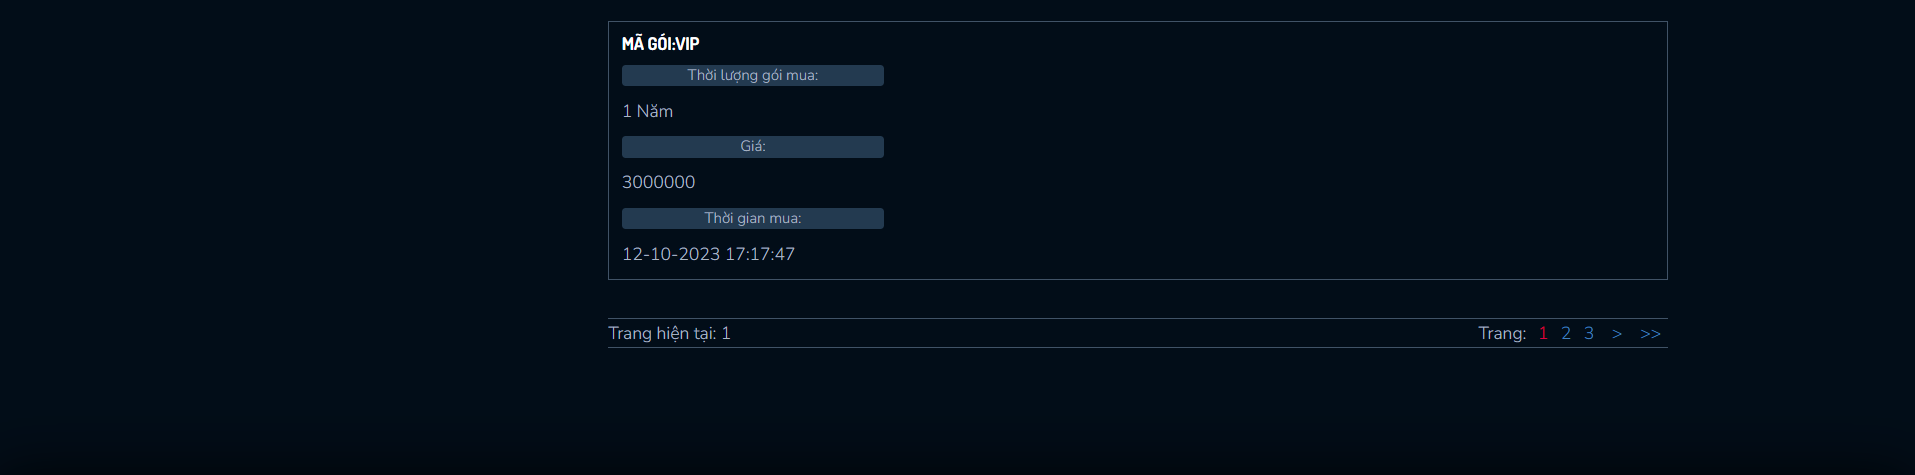 MÃ GÓI:VIP
Thời lượng gói mua:
1 Năm
Giá:
3000000
Thời gian mua:
12-10-2023 17:17:47
Trang hiện tại: 1 Trang: 1 2 3 > >>